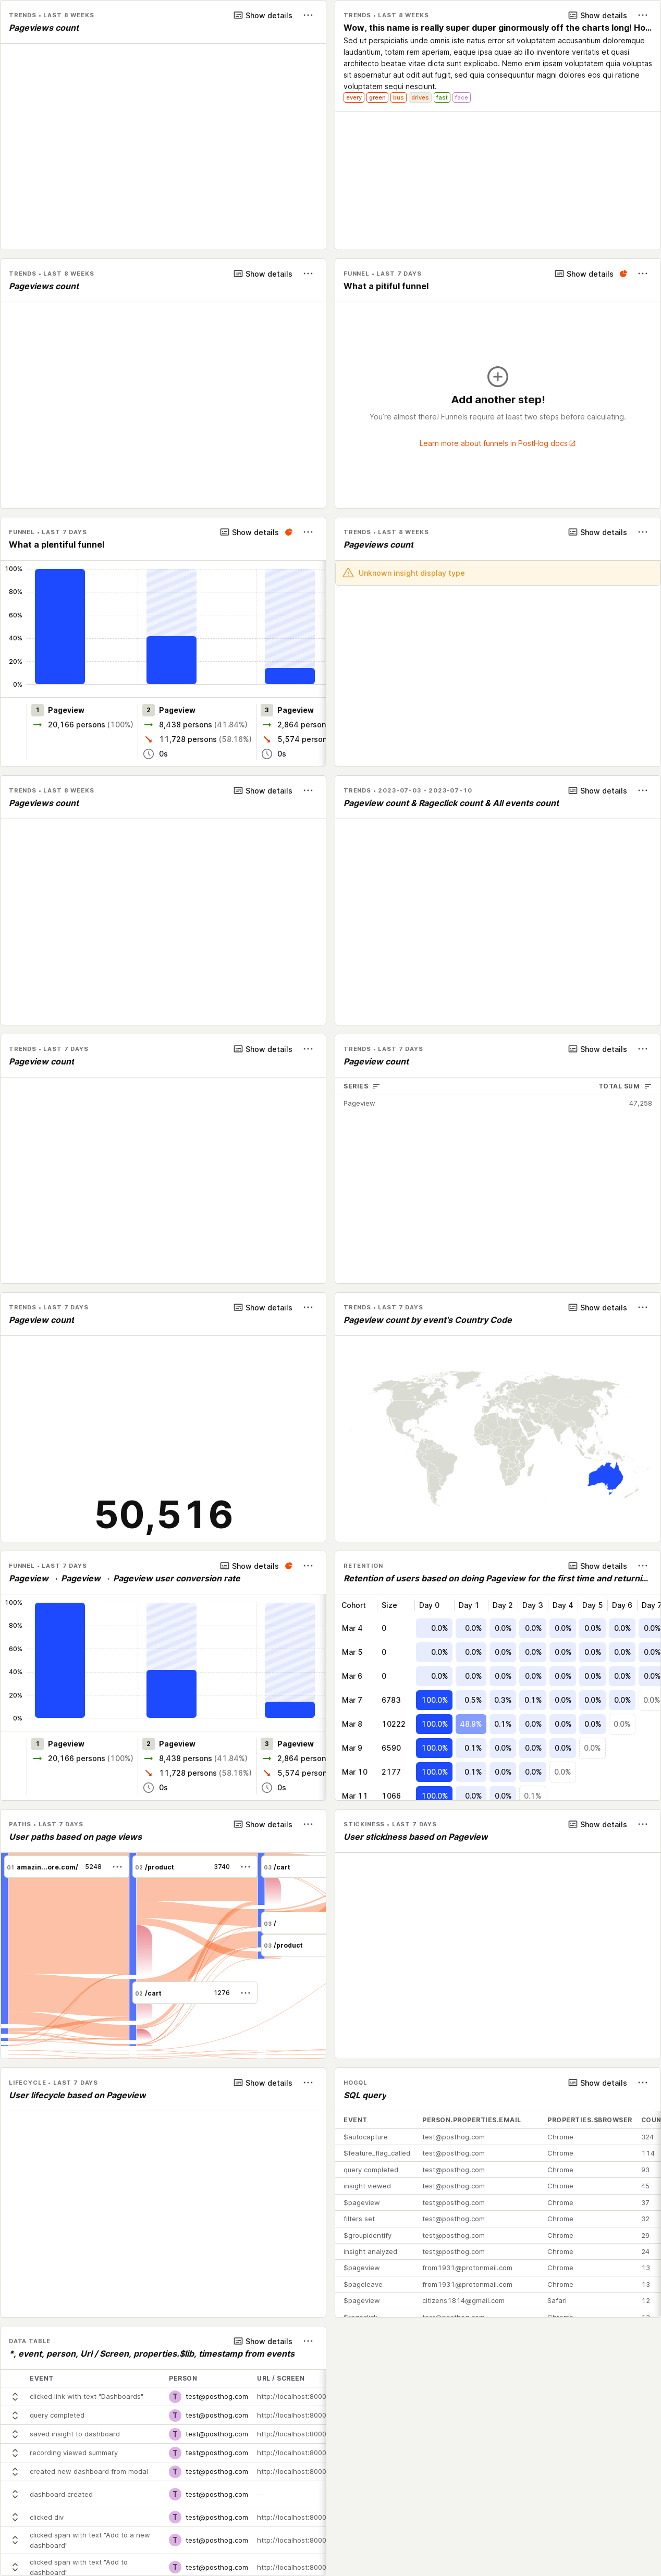 TRENDS • LAST 8 WEEKS
Show details
Pageviews count
TRENDS • LAST 8 WEEKS
Show details
Wow, this name is really super duper ginormously off the charts long! Ho...
Sed ut perspiciatis unde omnis iste natus error sit voluptatem accusantium doloremque
laudantium, totam rem aperiam, eaque ipsa quae ab illo inventore veritatis et quasi
architecto beatae vitae dicta sunt explicabo. Nemo enim ipsam voluptatem quia voluptas
sit aspernatur aut odit aut fugit, sed quia consequuntur magni dolores eos qui ratione
voluptatem sequi nesciunt.
every green bus drives fast face
TRENDS • LAST 8 WEEKS
Show details
Pageviews count
FUNNEL • LAST 7 DAYS
Show details
What a pitiful funnel
Add another step!
You're almost there! Funnels require at least two steps before calculating.
Learn more about funnels in PostHog docs
FUNNEL • LAST 7 DAYS
Show details
What a plentiful funnel
100%
80%
60%
40%
20%
0%
1 Pageview
20,166 persons (100%)
2 Pageview
8,438 persons (41.84%)
11,728 persons (58.16%)
0s
3 Pageview
2,864 person
5,574 person
0s
TRENDS • LAST 8 WEEKS
Show details
Pageviews count
Unknown insight display type
TRENDS • LAST 8 WEEKS
Show details
Pageviews count
TRENDS • 2023-07-03 - 2023-07-10
Show details
Pageview count & Rageclick count & All events count
TRENDS • LAST 7 DAYS
Show details
Pageview count
TRENDS • LAST 7 DAYS
Show details
Pageview count
SERIES TOTAL SUM
Pageview 47,258
TRENDS • LAST 7 DAYS
Show details
Pageview count
50,516
TRENDS • LAST 7 DAYS
Show details
Pageview count by event's Country Code
FUNNEL • LAST 7 DAYS
Show details
Pageview → Pageview → Pageview user conversion rate
100%
80%
60%
40%
20%
0%
1 Pageview
20,166 persons (100%)
2 Pageview
8,438 persons (41.84%)
11,728 persons (58.16%)
0s
3 Pageview
2,864 person
5,574 person
0s
RETENTION
Show details
Retention of users based on doing Pageview for the first time and returni...
Cohort Size Day 0 Day 1 Day 2 Day 3 Day 4 Day 5 Day 6 Day 7
Mar 4 0 0.0% 0.0% 0.0% 0.0% 0.0% 0.0% 0.0% 0.0%
Mar 5 0 0.0% 0.0% 0.0% 0.0% 0.0% 0.0% 0.0% 0.0%
Mar 6 0 0.0% 0.0% 0.0% 0.0% 0.0% 0.0% 0.0% 0.0%
Mar 7 6783 100.0% 0.5% 0.3% 0.1% 0.0% 0.0% 0.0% 0.0%
Mar 8 10222 100.0% 48.9% 0.1% 0.0% 0.0% 0.0% 0.0%
Mar 9 6590 100.0% 0.1% 0.0% 0.0% 0.0% 0.0%
Mar 10 2177 100.0% 0.1% 0.0% 0.0% 0.0%
Mar 11 1066 100.0% 0.0% 0.0% 0.1%
PATHS • LAST 7 DAYS
Show details
User paths based on page views
01 amazin...ore.com/ 5248
02 /product 3740
03 /cart
03 /
03 /product
02 /cart 1276
STICKINESS • LAST 7 DAYS
Show details
User stickiness based on Pageview
LIFECYCLE • LAST 7 DAYS
Show details
User lifecycle based on Pageview
HOGQL
Show details
SQL query
EVENT PERSON.PROPERTIES.EMAIL PROPERTIES.$BROWSER COUN
$autocapture test@posthog.com Chrome 324
$feature_flag_called test@posthog.com Chrome 114
query completed test@posthog.com Chrome 93
insight viewed test@posthog.com Chrome 45
$pageview test@posthog.com Chrome 37
filters set test@posthog.com Chrome 32
$groupidentify test@posthog.com Chrome 29
insight analyzed test@posthog.com Chrome 24
$pageview from1931@protonmail.com Chrome 13
$pageleave from1931@protonmail.com Chrome 13
$pageview citizens1814@gmail.com Safari 12
DATA TABLE
Show details
*, event, person, Url / Screen, properties.$lib, timestamp from events
EVENT PERSON URL / SCREEN
clicked link with text "Dashboards" T test@posthog.com http://localhost:8000
query completed T test@posthog.com http://localhost:8000
saved insight to dashboard T test@posthog.com http://localhost:8000
recording viewed summary T test@posthog.com http://localhost:8000
created new dashboard from modal T test@posthog.com http://localhost:8000
dashboard created T test@posthog.com —
clicked div T test@posthog.com http://localhost:8000
clicked span with text "Add to a new
dashboard" T test@posthog.com http://localhost:8000
clicked span with text "Add to
dashboard" T test@posthog.com http://localhost:8000